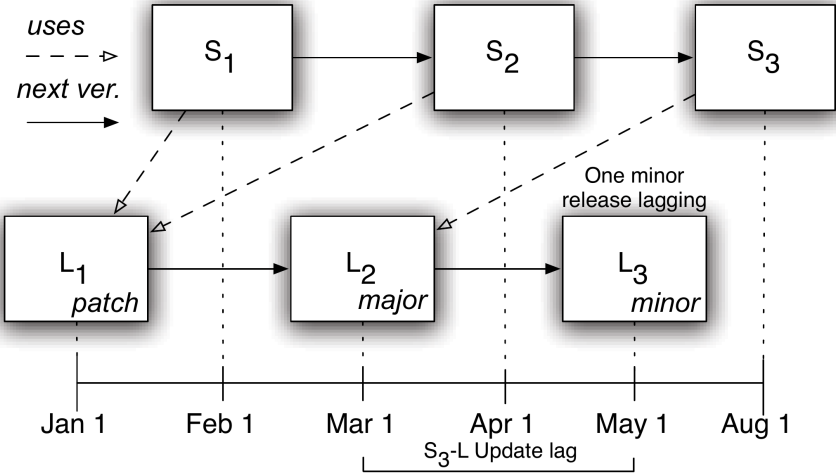 uses
next ver.
S1
S2
S3
One minor
release lagging
L1
patch
L2
major
L3
minor
Jan 1
Feb 1
Mar 1
Apr 1
May 1
Aug 1
S3-L Update lag